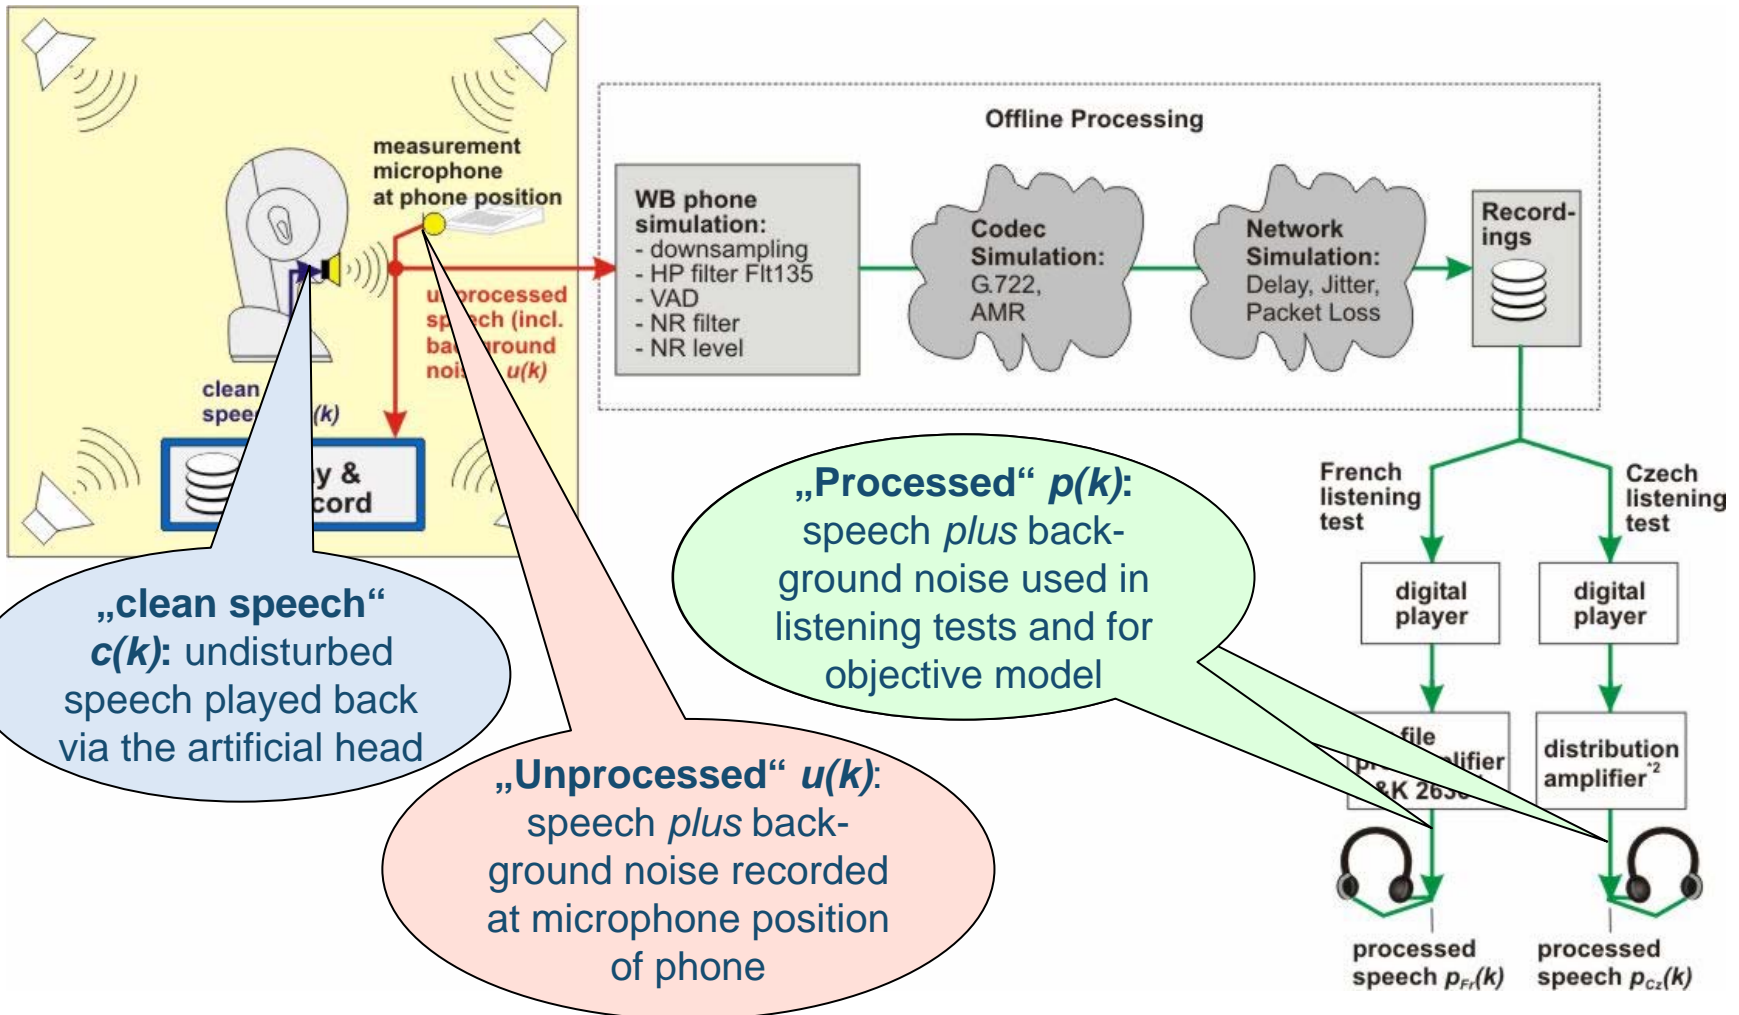 measurement
microphone
at phone position
unprocessed
speech (incl.
background
u(k)
clean
(k)
&
Offline Processing
WB phone
simulation:
- downsampling
- HP filter Flt135
- VAD
- NR filter
- NR level
Codec
Simulation:
G.722,
AMR
Network
Simulation:
Delay, Jitter,
Packet Loss
Record-
ings
French
listening
test
Czech
listening
test
digital
player
digital
player
distribution
amplifier*2
processed
speech pFr(k)
processed
speech pCz(k)
„clean speech“
c(k): undisturbed
speech played back
via the artificial head
„Unprocessed“ u(k):
speech plus back-
ground noise recorded
at microphone position
of phone
„Processed“ p(k):
speech plus back-
ground noise used in
listening tests and for
objective model